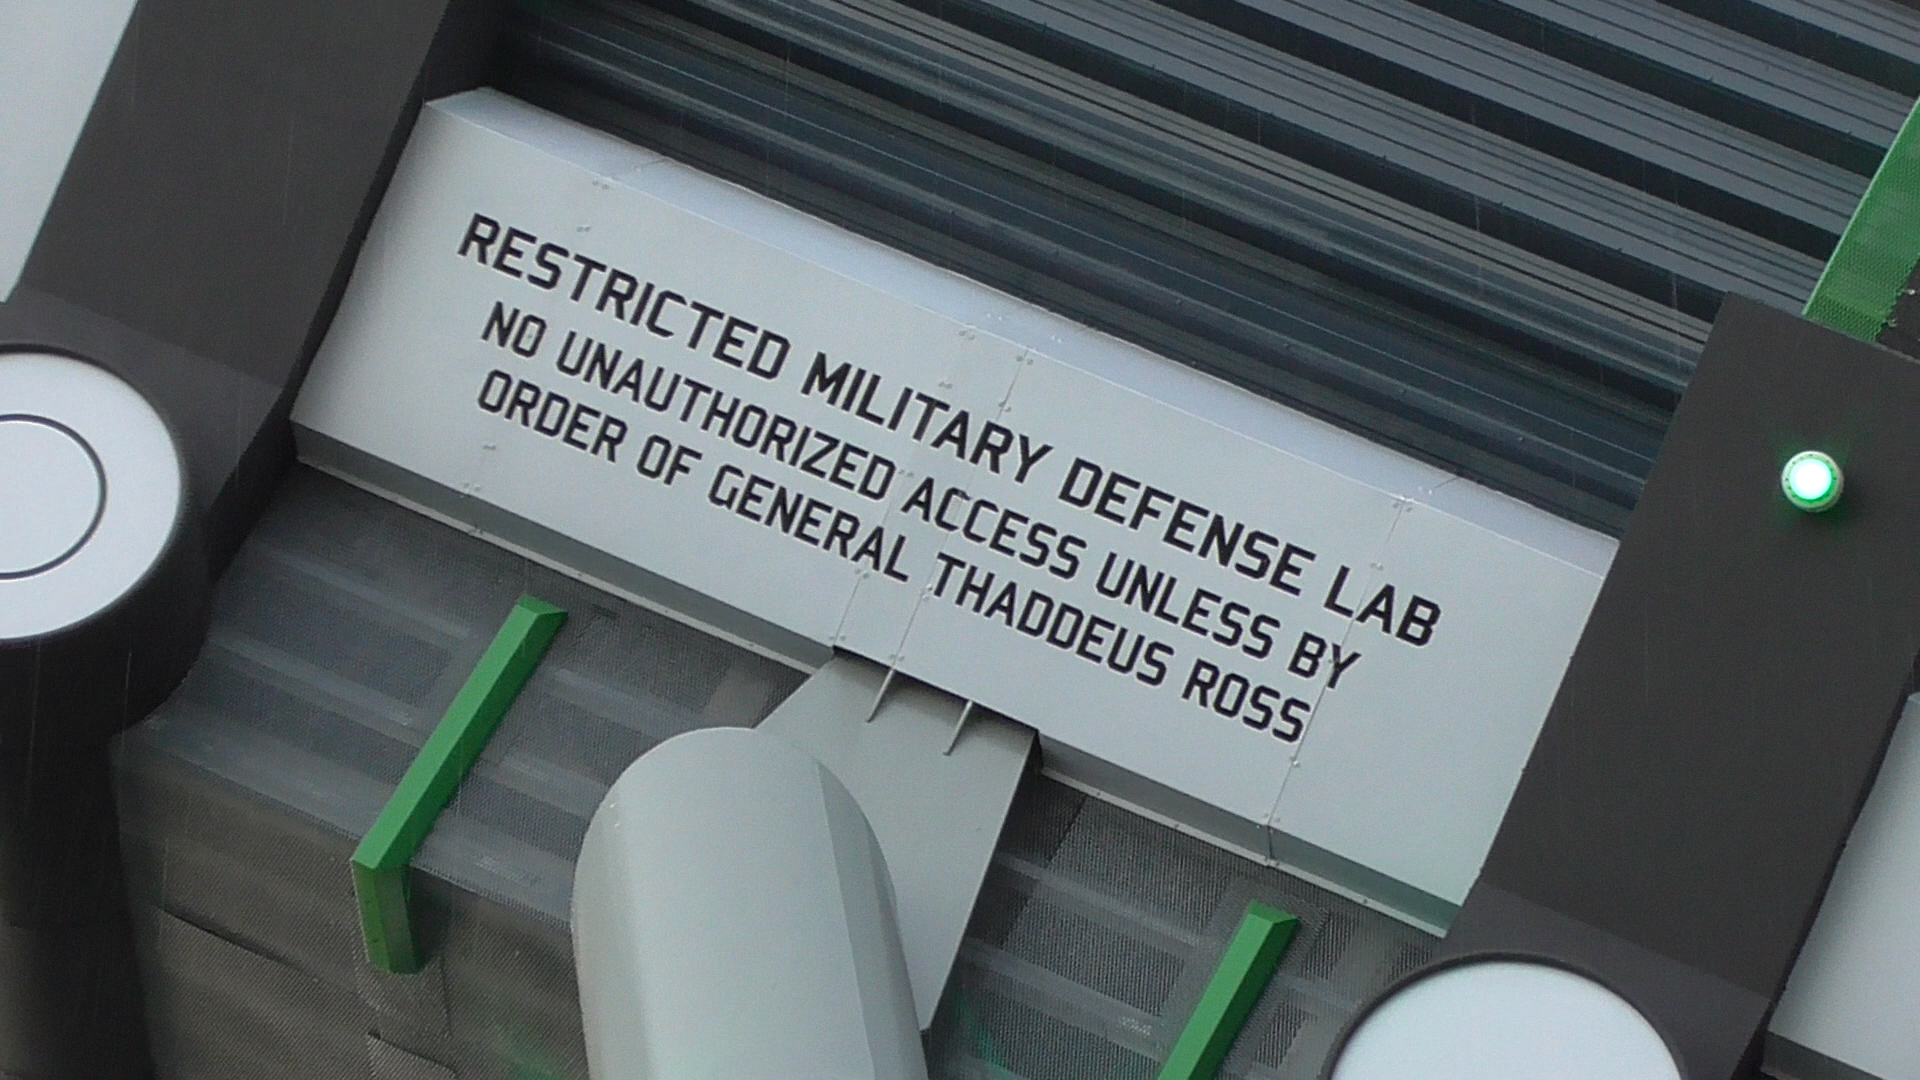 RESTRICTED MILITARY DEFENSE LAB
NO UNAUTHORIZED ACCESS UNLESS BY
ORDER OF GENERAL THADDEUS ROSS